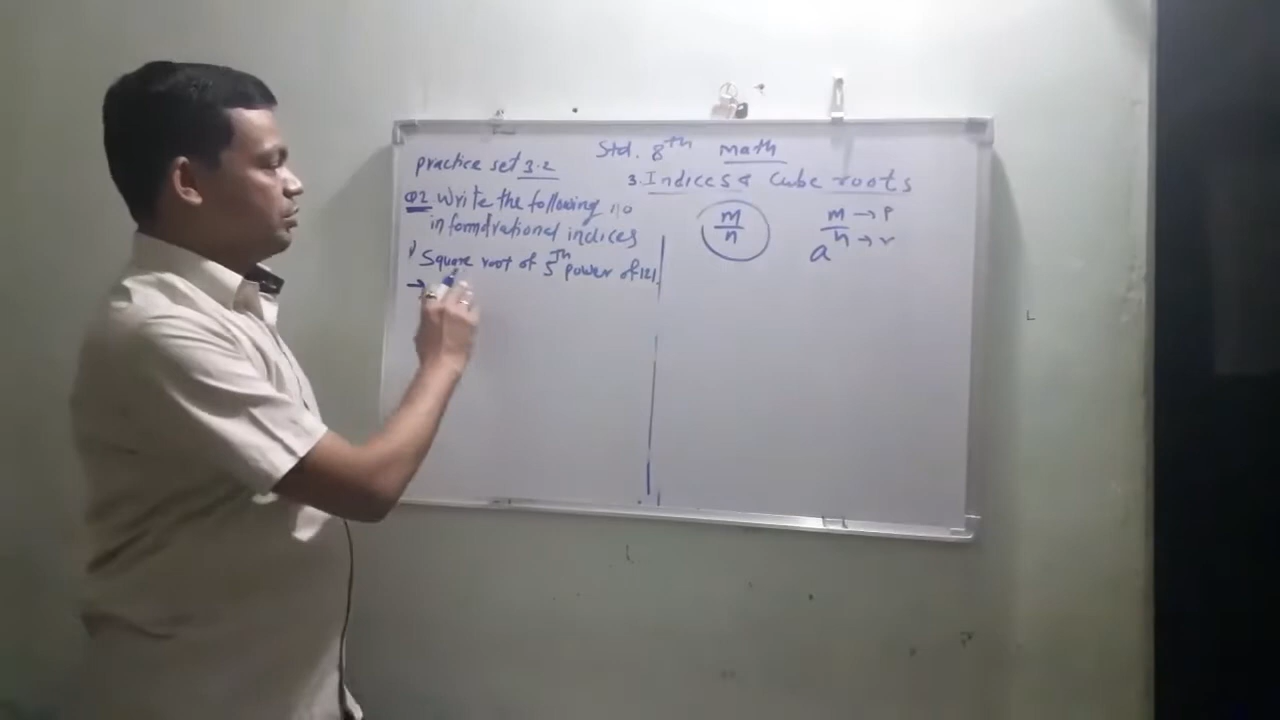 Std. 8th Math
Practice set 3.2
3. Indices & Cube roots
Q2 Write the following no
in form of rational indices
1) Square root of 5th power of 121.
→
m/n
a m/n
m → P
n → r